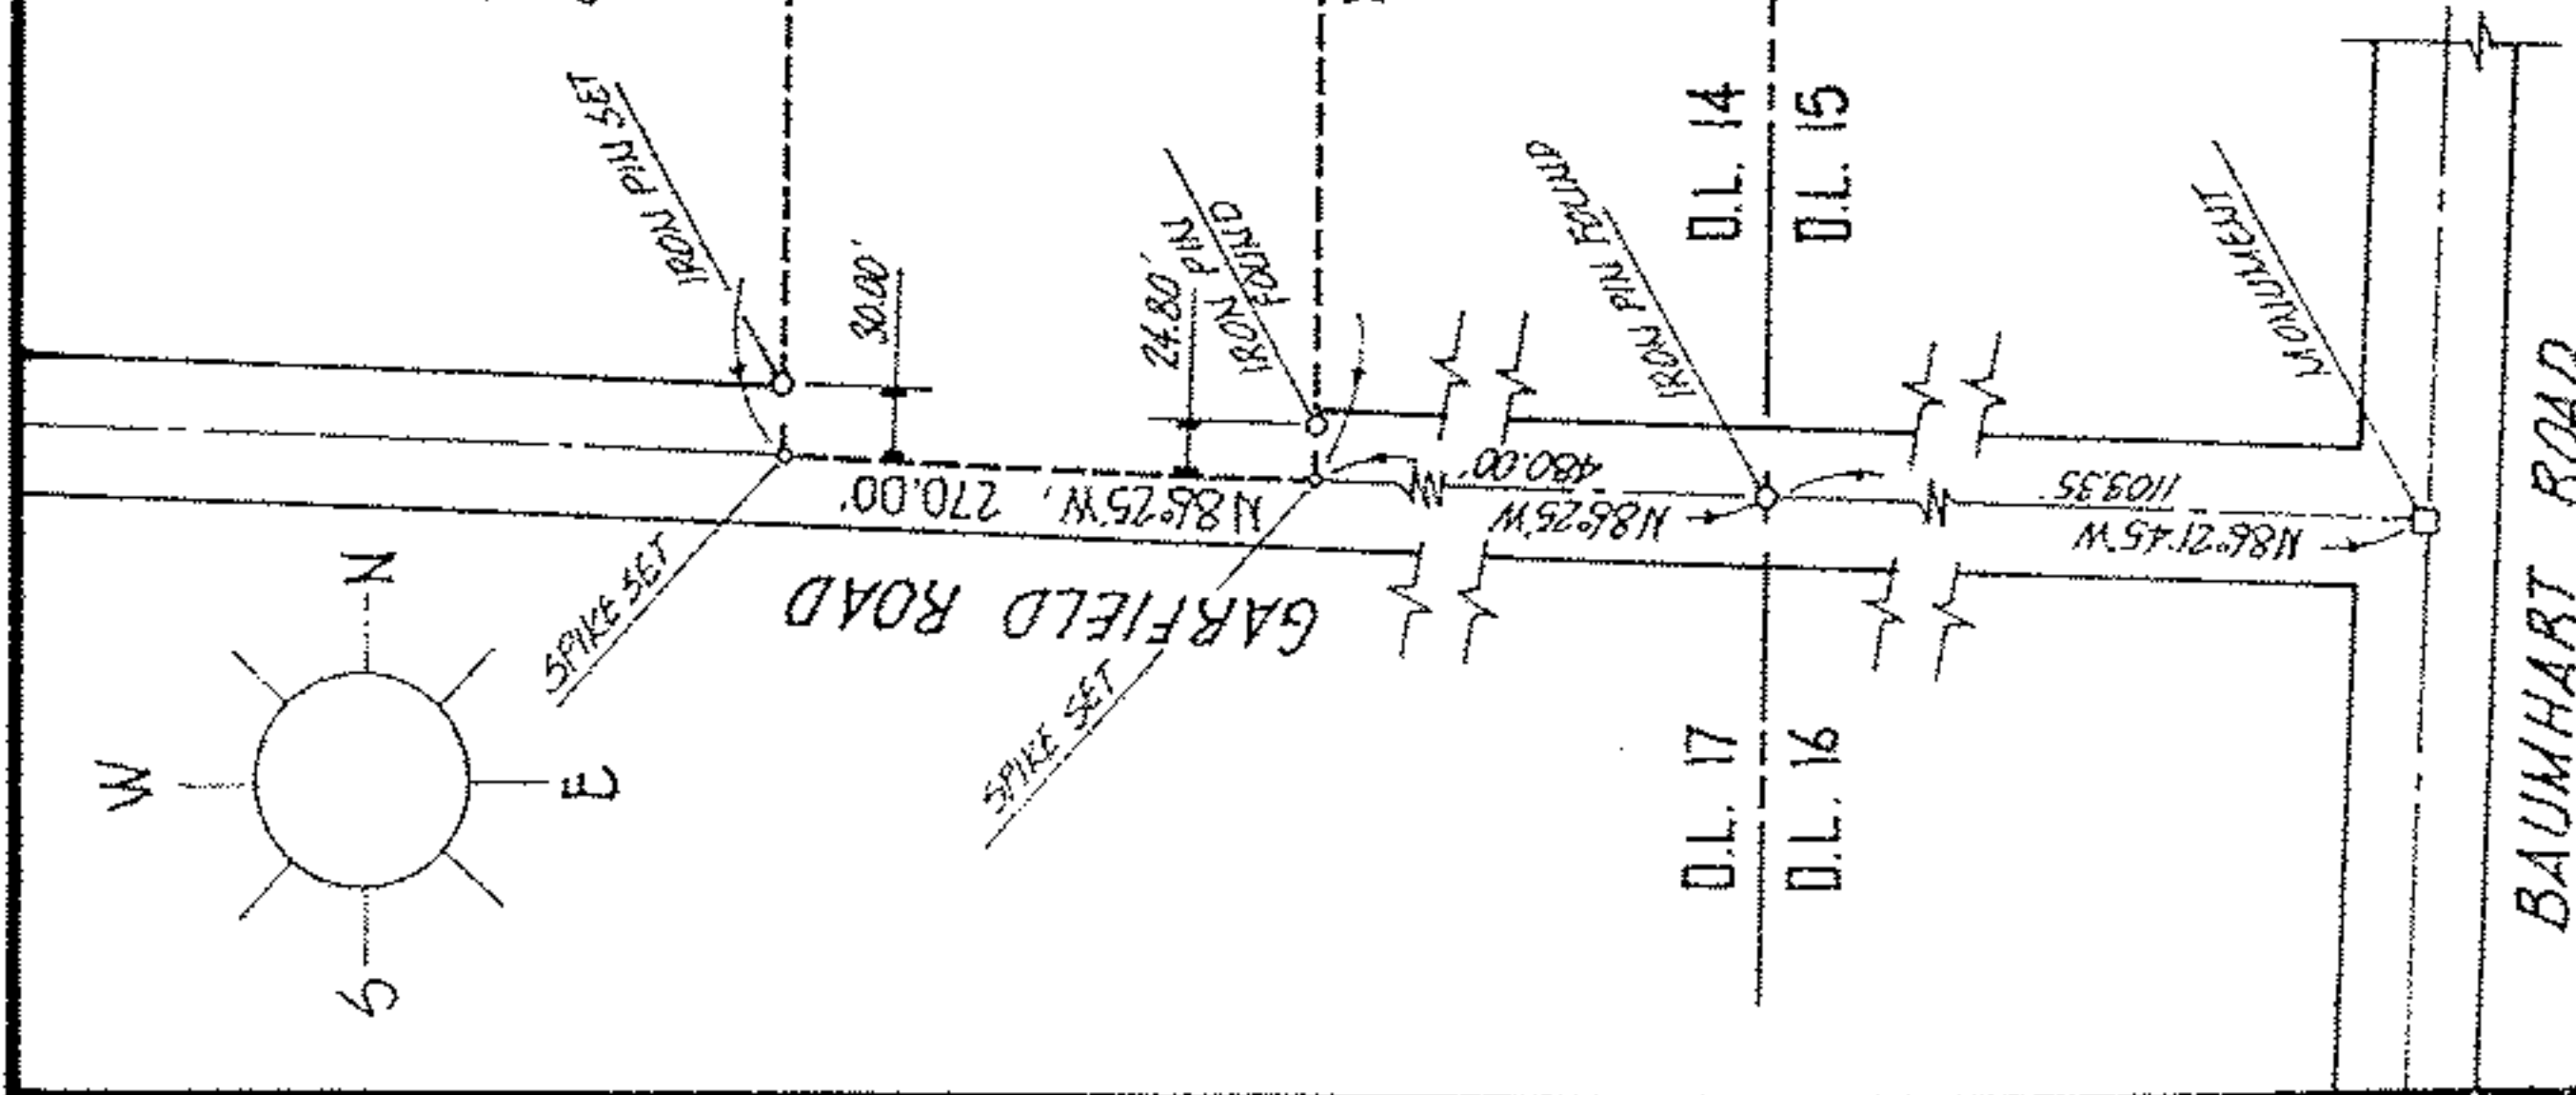 N
W
E
S
IRON PIN SET
30.00'
24.80'
IRON PIN
FOUND
IRON PIN FOUND
D.L. 14
D.L. 15
MONUMENT
SPIKE SET
N86°25'W, 270.00'
SPIKE SET
GARFIELD ROAD
N86°25'W
480.00'
N86°21'45"W
1103.35'
D.L. 17
D.L. 16
BAUMHART ROAD